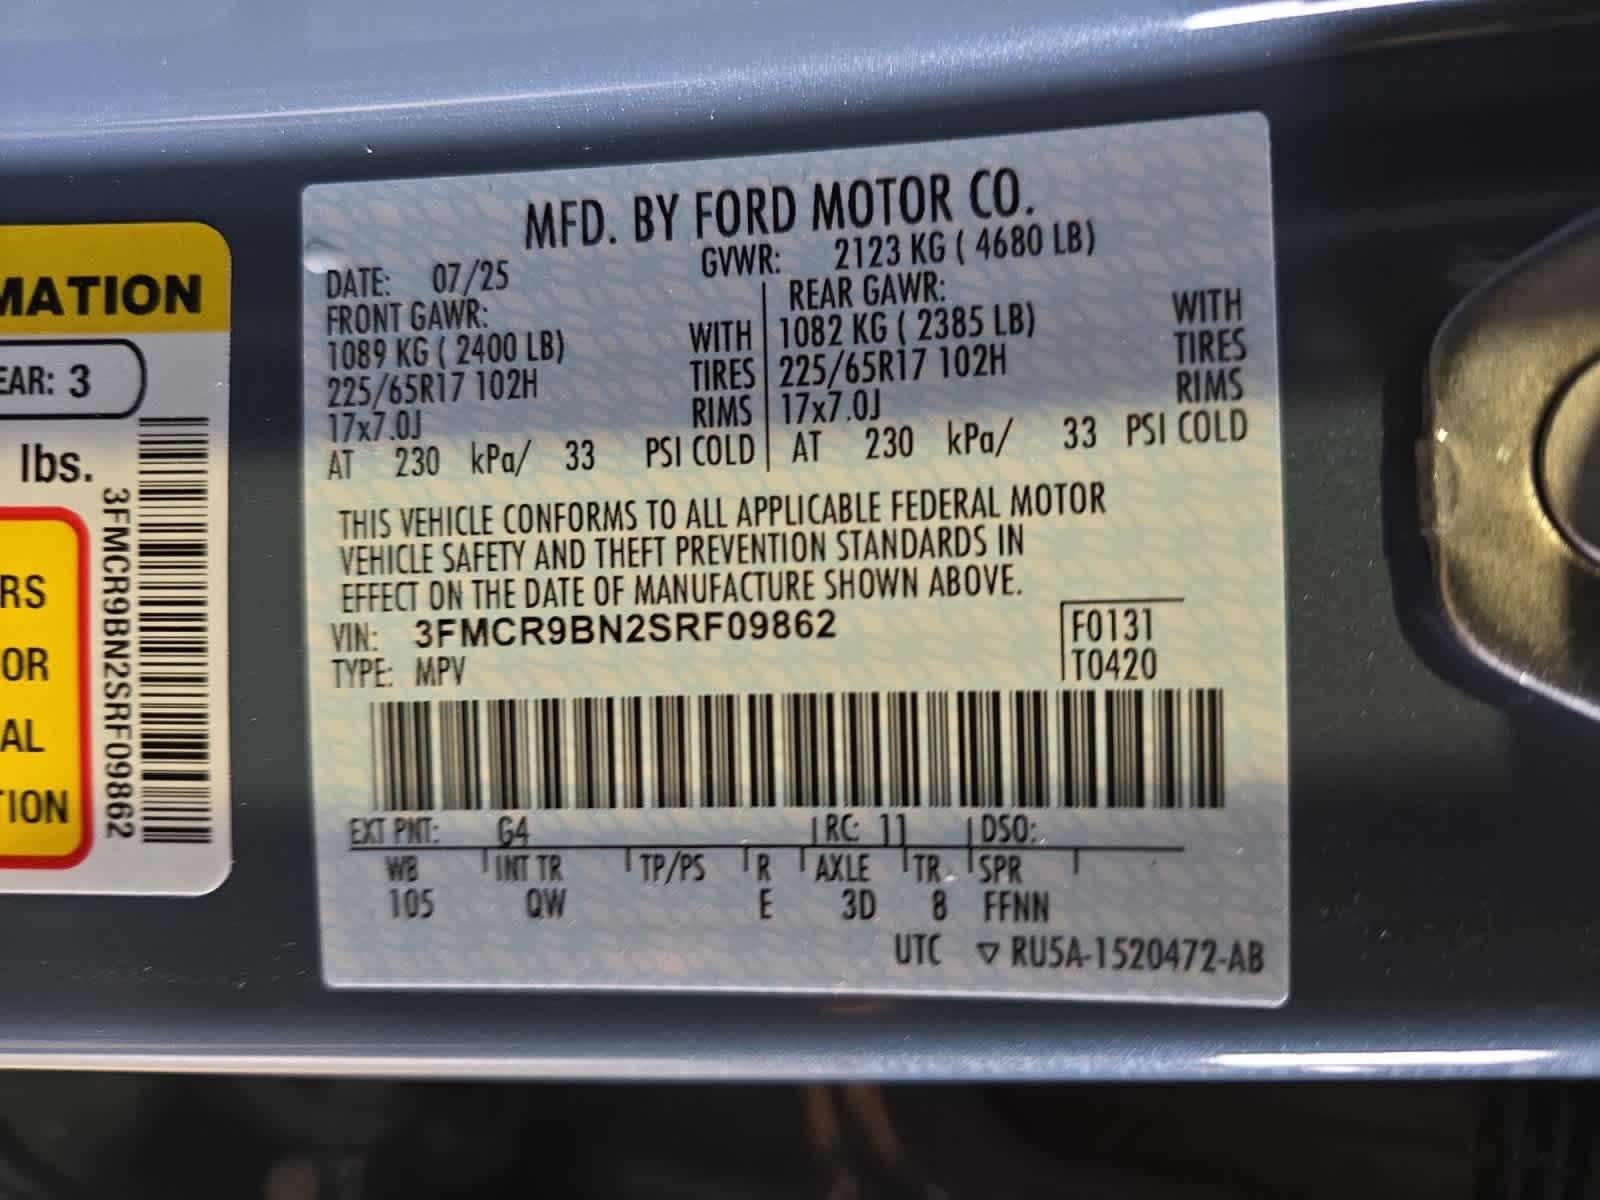 MATION
EAR: 3
lbs.
RS
OR
AL
TION
3FMCR9BN2SRF09862
MFD. BY FORD MOTOR CO.
DATE: 07/25 GVWR: 2123 KG ( 4680 LB)
FRONT GAWR: REAR GAWR:
1089 KG ( 2400 LB) WITH 1082 KG ( 2385 LB) WITH
225/65R17 102H TIRES 225/65R17 102H TIRES
17x7.0J RIMS 17x7.0J RIMS
AT 230 kPa/ 33 PSI COLD AT 230 kPa/ 33 PSI COLD
THIS VEHICLE CONFORMS TO ALL APPLICABLE FEDERAL MOTOR
VEHICLE SAFETY AND THEFT PREVENTION STANDARDS IN
EFFECT ON THE DATE OF MANUFACTURE SHOWN ABOVE.
VIN: 3FMCR9BN2SRF09862 F0131
TYPE: MPV T0420
EXT PNT: G4 RC: 11 DSO:
WB INT TR TP/PS R AXLE TR SPR
105 QW E 3D 8 FFNN
UTC ▽ RU5A-1520472-AB